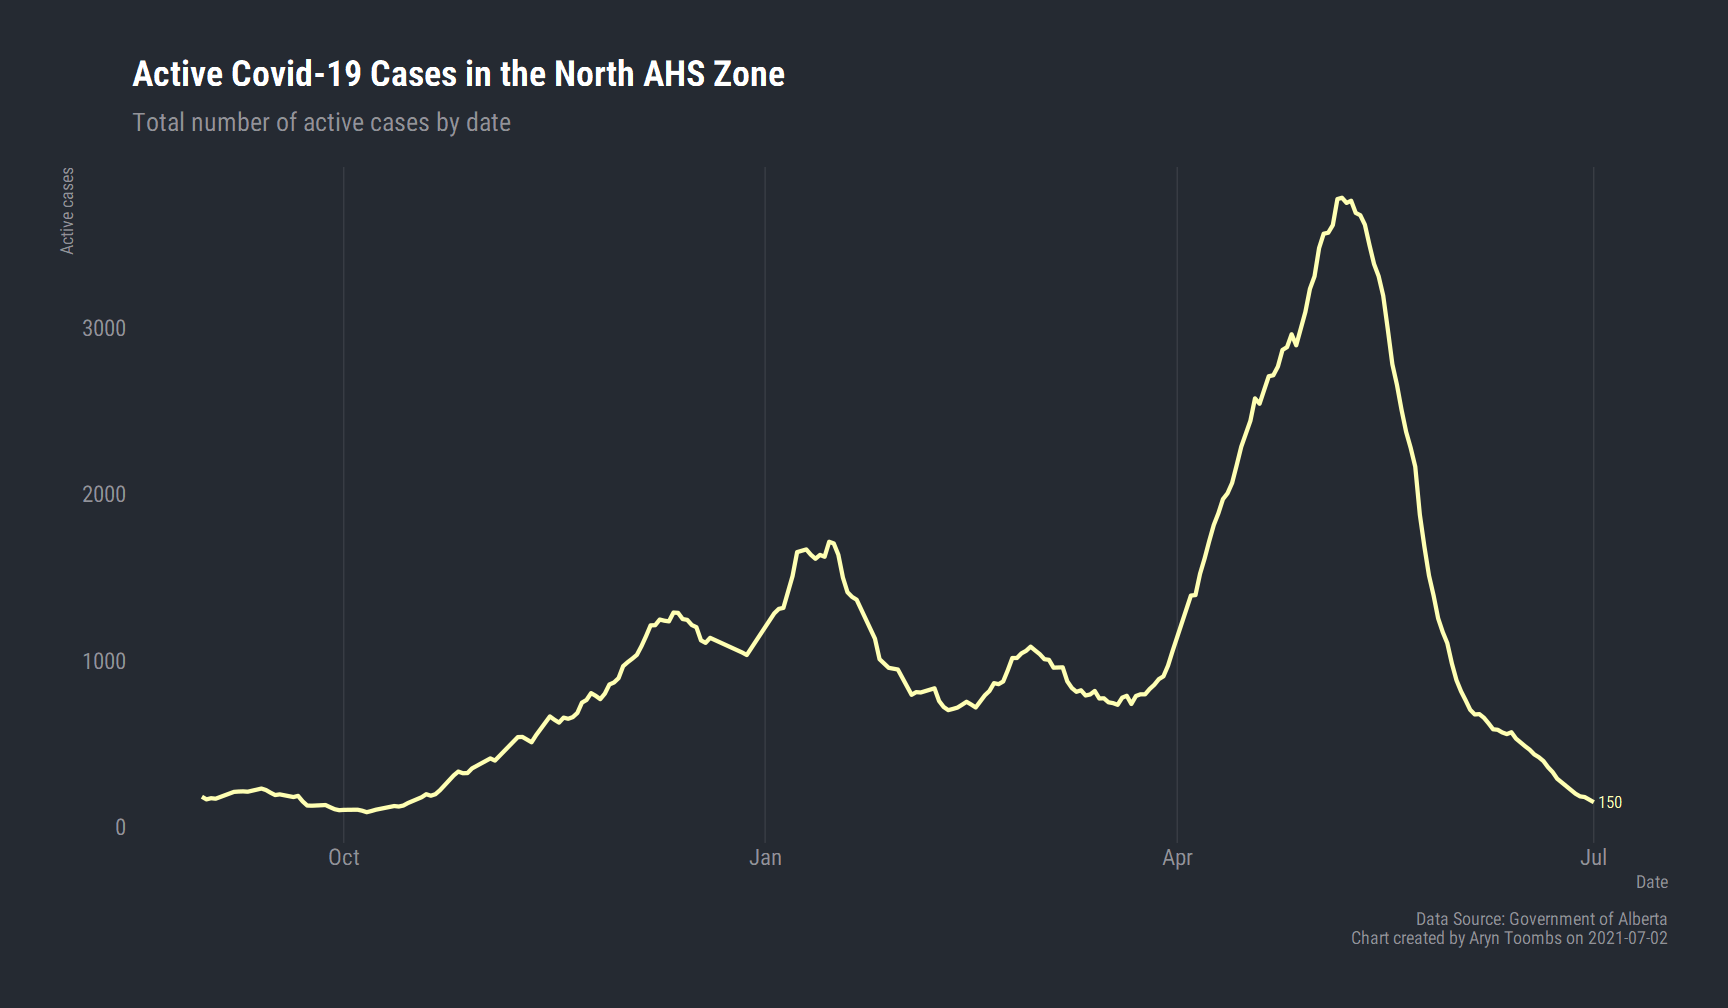 Active Covid-19 Cases in the North AHS Zone
Total number of active cases by date
Active cases
3000
2000
1000
0
150
Oct
Jan
Apr
Jul
Date
Data Source: Government of Alberta
Chart created by Aryn Toombs on 2021-07-02